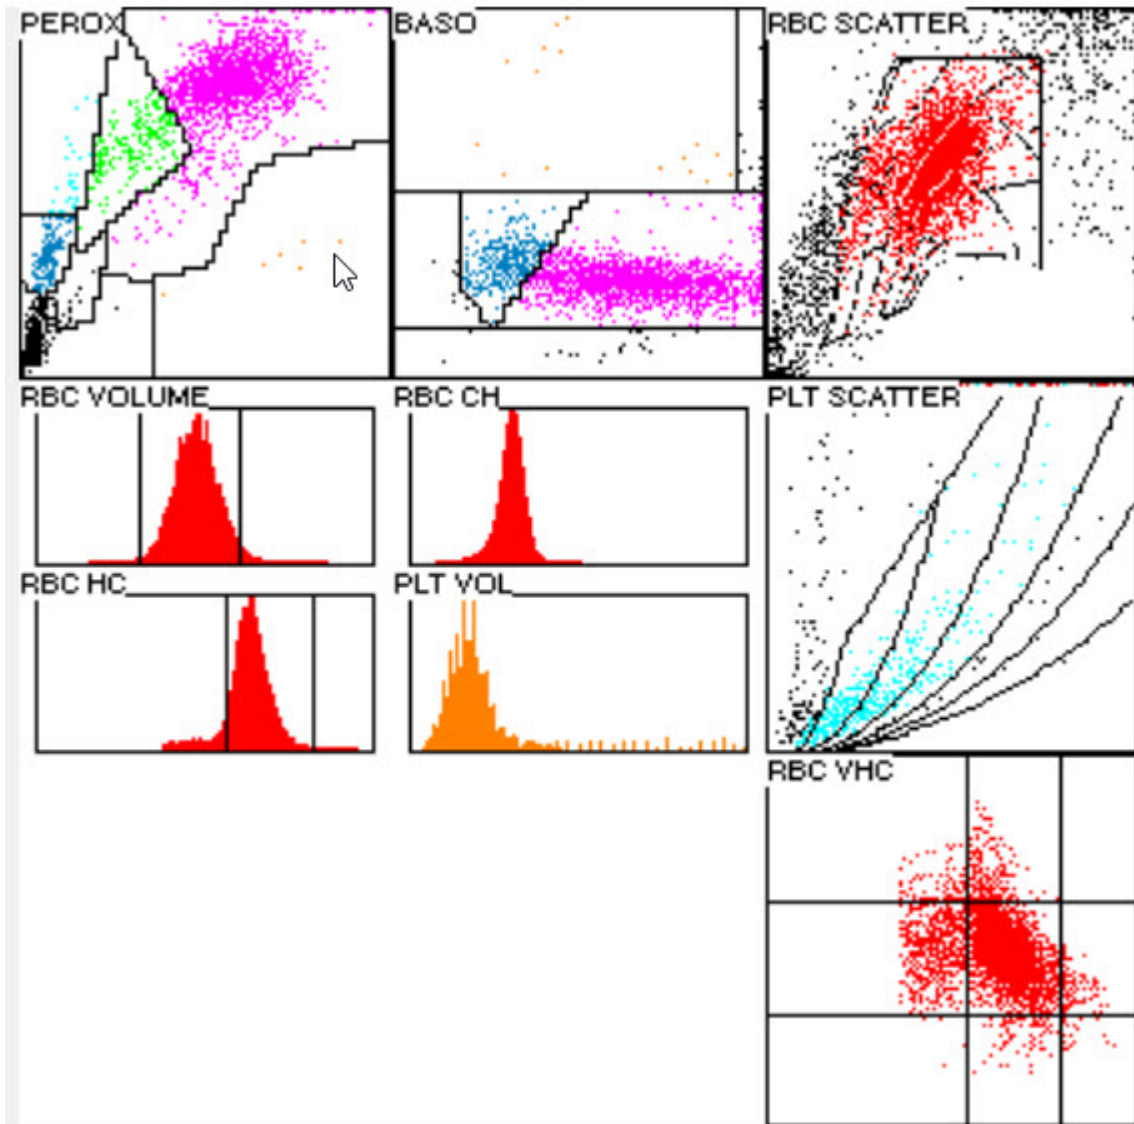 PEROX
BASO
RBC SCATTER
RBC VOLUME
RBC CH
PLT SCATTER
RBC HC
PLT VOL
RBC VHC